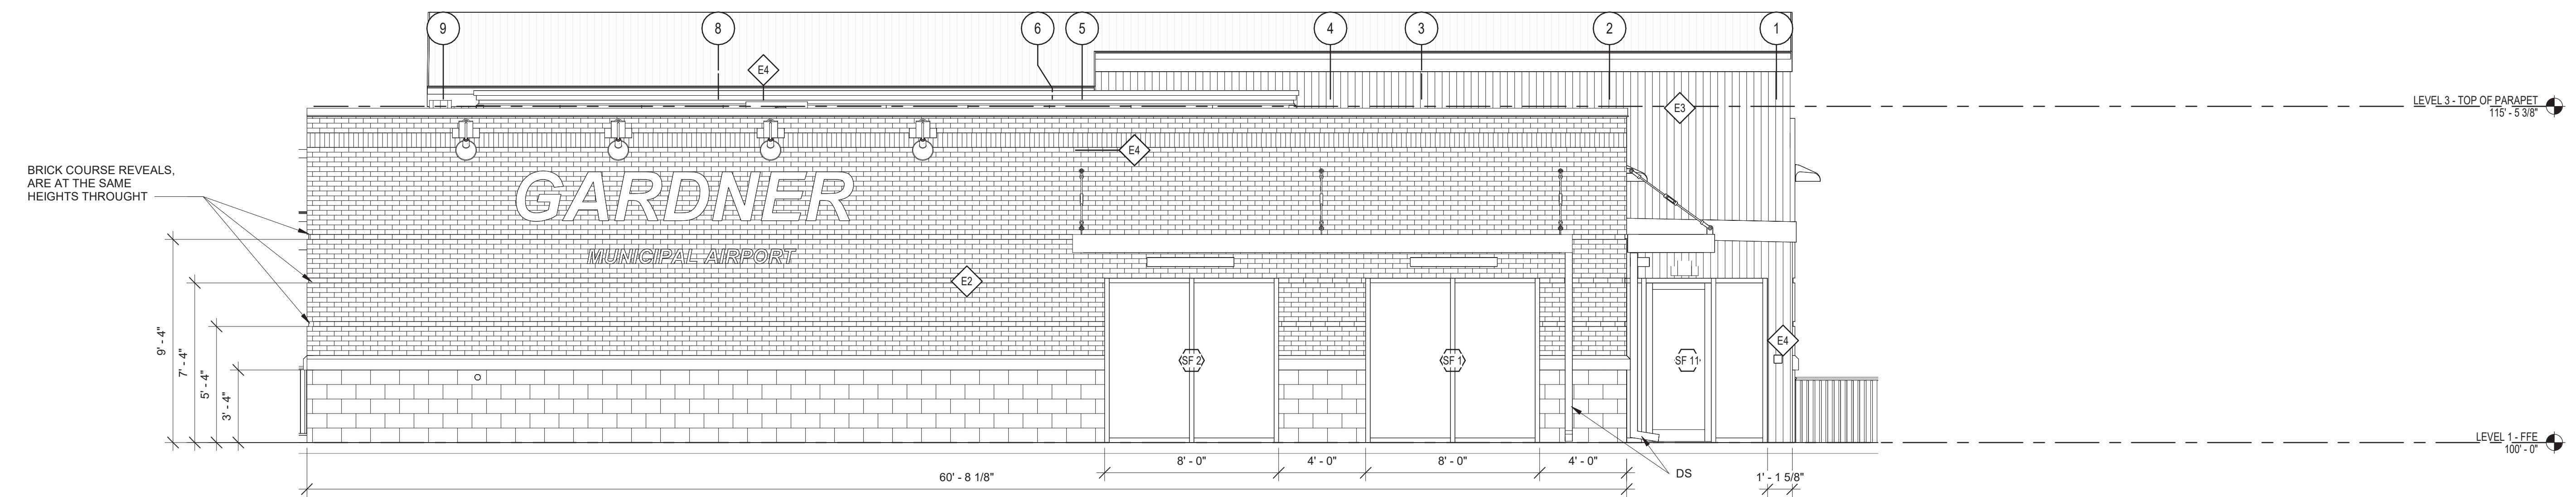 9
8
6
5
4
3
2
1
E4
E3
LEVEL 3 - TOP OF PARAPET
115' - 5 3/8"
E4
BRICK COURSE REVEALS,
ARE AT THE SAME
HEIGHTS THROUGHT
GARDNER
MUNICIPAL AIRPORT
E2
9' - 4"
7' - 4"
5' - 4"
3' - 4"
SF 2
SF 1
SF 11
E4
LEVEL 1 - FFE
100' - 0"
8' - 0"
4' - 0"
8' - 0"
4' - 0"
DS
60' - 8 1/8"
1' - 1 5/8"